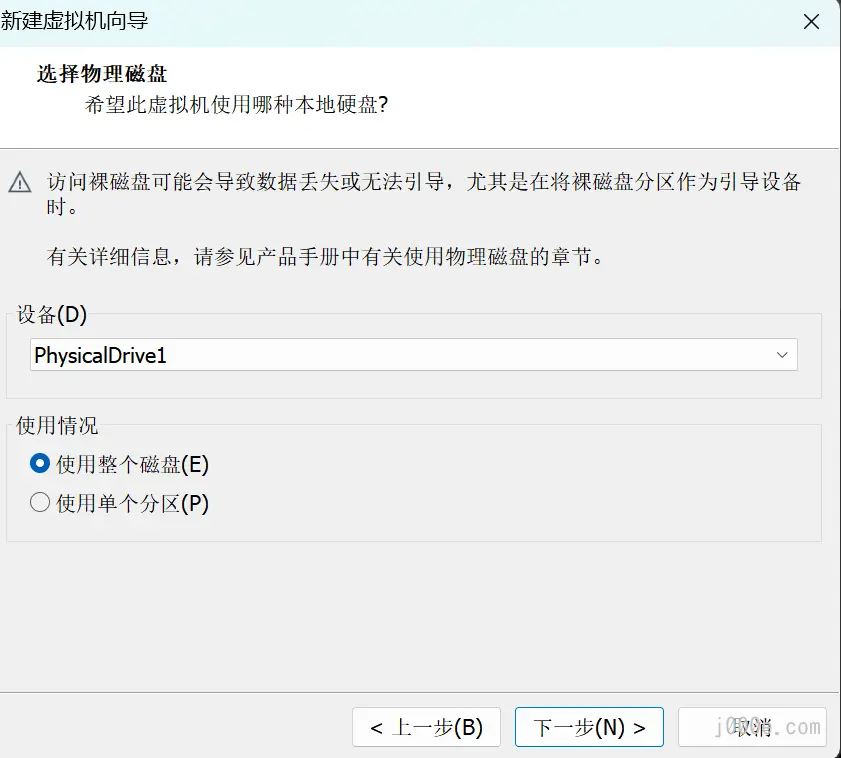 新建虚拟机向导
选择物理磁盘
希望此虚拟机使用哪种本地硬盘?
访问裸磁盘可能会导致数据丢失或无法引导，尤其是在将裸磁盘分区作为引导设备
时。
有关详细信息，请参见产品手册中有关使用物理磁盘的章节。
设备(D)
PhysicalDrive1
使用情况
使用整个磁盘(E)
使用单个分区(P)
< 上一步(B)
下一步(N) >
取消